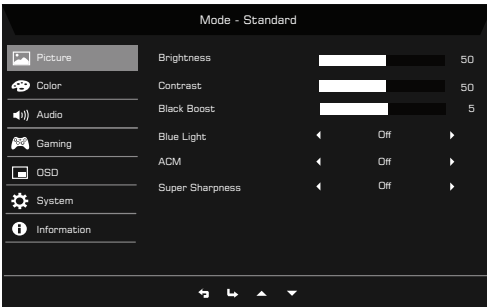 Mode - Standard
Picture
Color
Audio
Gaming
OSD
System
Information
Brightness 50
Contrast 50
Black Boost 5
Blue Light Off
ACM Off
Super Sharpness Off